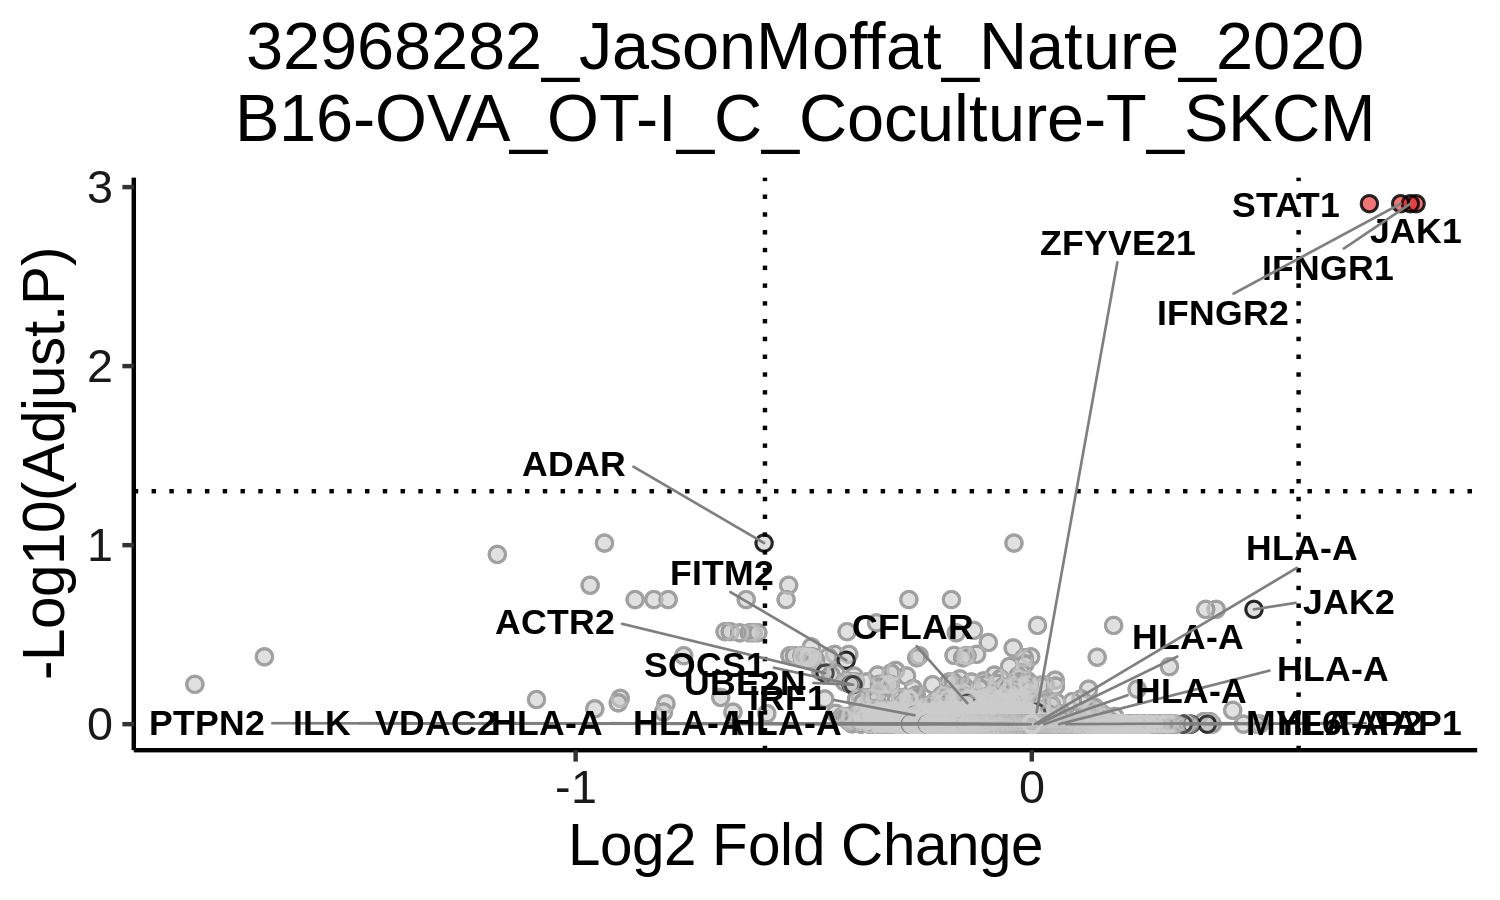 32968282_JasonMoffat_Nature_2020
B16-OVA_OT-I_C_Coculture-T_SKCM
3
STAT1
JAK1
ZFYVE21
IFNGR1
IFNGR2
2
ADAR
1
HLA-A
FITM2
JAK2
ACTR2
CFLAR
HLA-A
SOCS1
HLA-A
UBE2N
HLA-A
IRF1
0
PTPN2 ILK VDAC2 HLA-A HLA-A HLA-A TAP2 TAP1
-1
0
Log2 Fold Change
-Log10(Adjust.P)